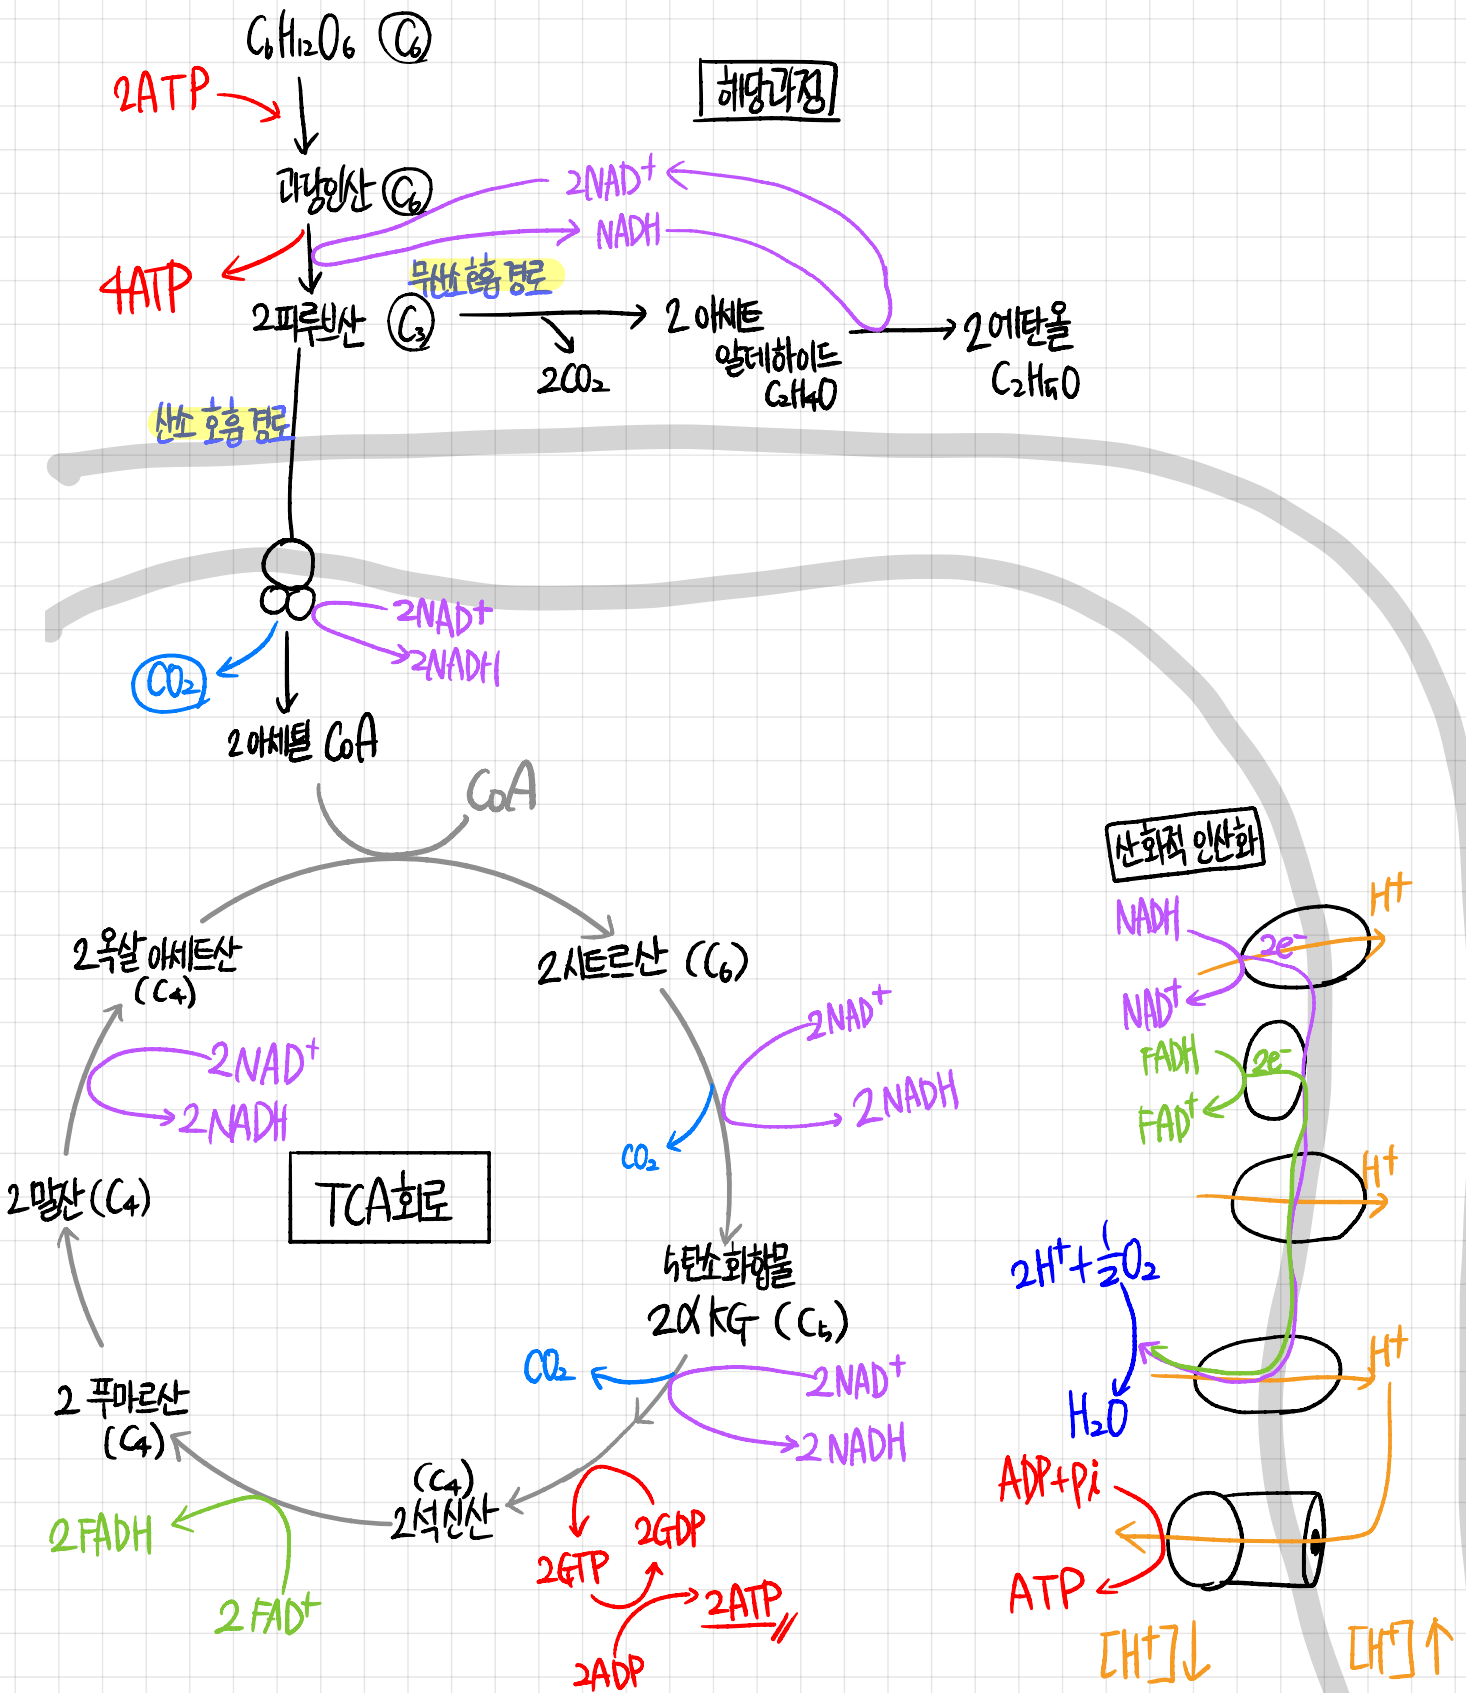 C₆H₁₂O₆ C₆
2ATP
해당과정
과당인산 C₆
2NAD⁺
NADH
4ATP
무산소 호흡 경로
2피루브산 C₃
2CO₂
2 아세트
알데하이드
C₂H₄O
2에탄올
C₂H₅O
산소 호흡 경로
2NAD⁺
2NADH
CO₂
2아세틸 CoA
CoA
2옥살아세트산
(C₄)
2시트르산 (C₆)
2NAD⁺
2NADH
CO₂
2NAD⁺
2NADH
2말산(C₄)
TCA회로
5탄소화합물
2αKG (C₅)
CO₂
2NAD⁺
2NADH
2 푸마르산
(C₄)
(C₄)
2석신산
2FADH
2FAD⁺
2GDP
2GTP
2ATP
2ADP
산화적 인산화
NADH
2e⁻
H⁺
NAD⁺
FADH
2e⁻
FAD⁺
H⁺
2H⁺+½O₂
H₂O
H⁺
ADP+Pi
ATP
[H⁺]↓
[H⁺]↑